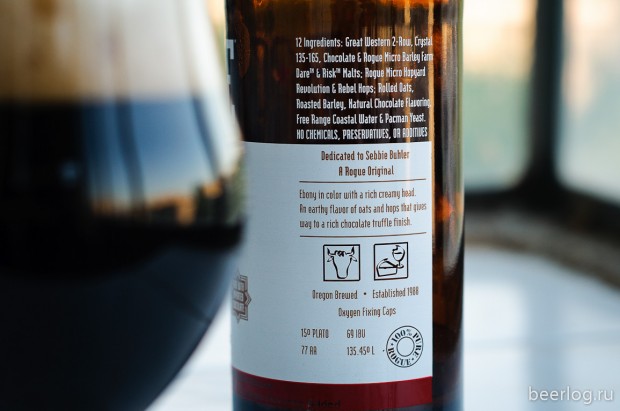 12 Ingredients: Great Western 2-Row, Crystal
135-165, Chocolate & Rogue Micro Barley Farm
Dare™ & Risk™ Malts; Rogue Micro Hopyard
Revolution & Rebel Hops; Rolled Oats,
Roasted Barley, Natural Chocolate Flavoring,
Free Range Coastal Water & Pacman Yeast.
NO CHEMICALS, PRESERVATIVES, OR ADDITIVES
Dedicated to Sebbie Buhler
A Rogue Original
Ebony in color with a rich creamy head.
An earthy flavor of oats and hops that gives
way to a rich chocolate truffle finish.
Oregon Brewed • Established 1988
Oxygen Fixing Caps
15º PLATO 69 IBU
77 AA 135.45º L
100% PURE
ROGUE
beerlog.ru